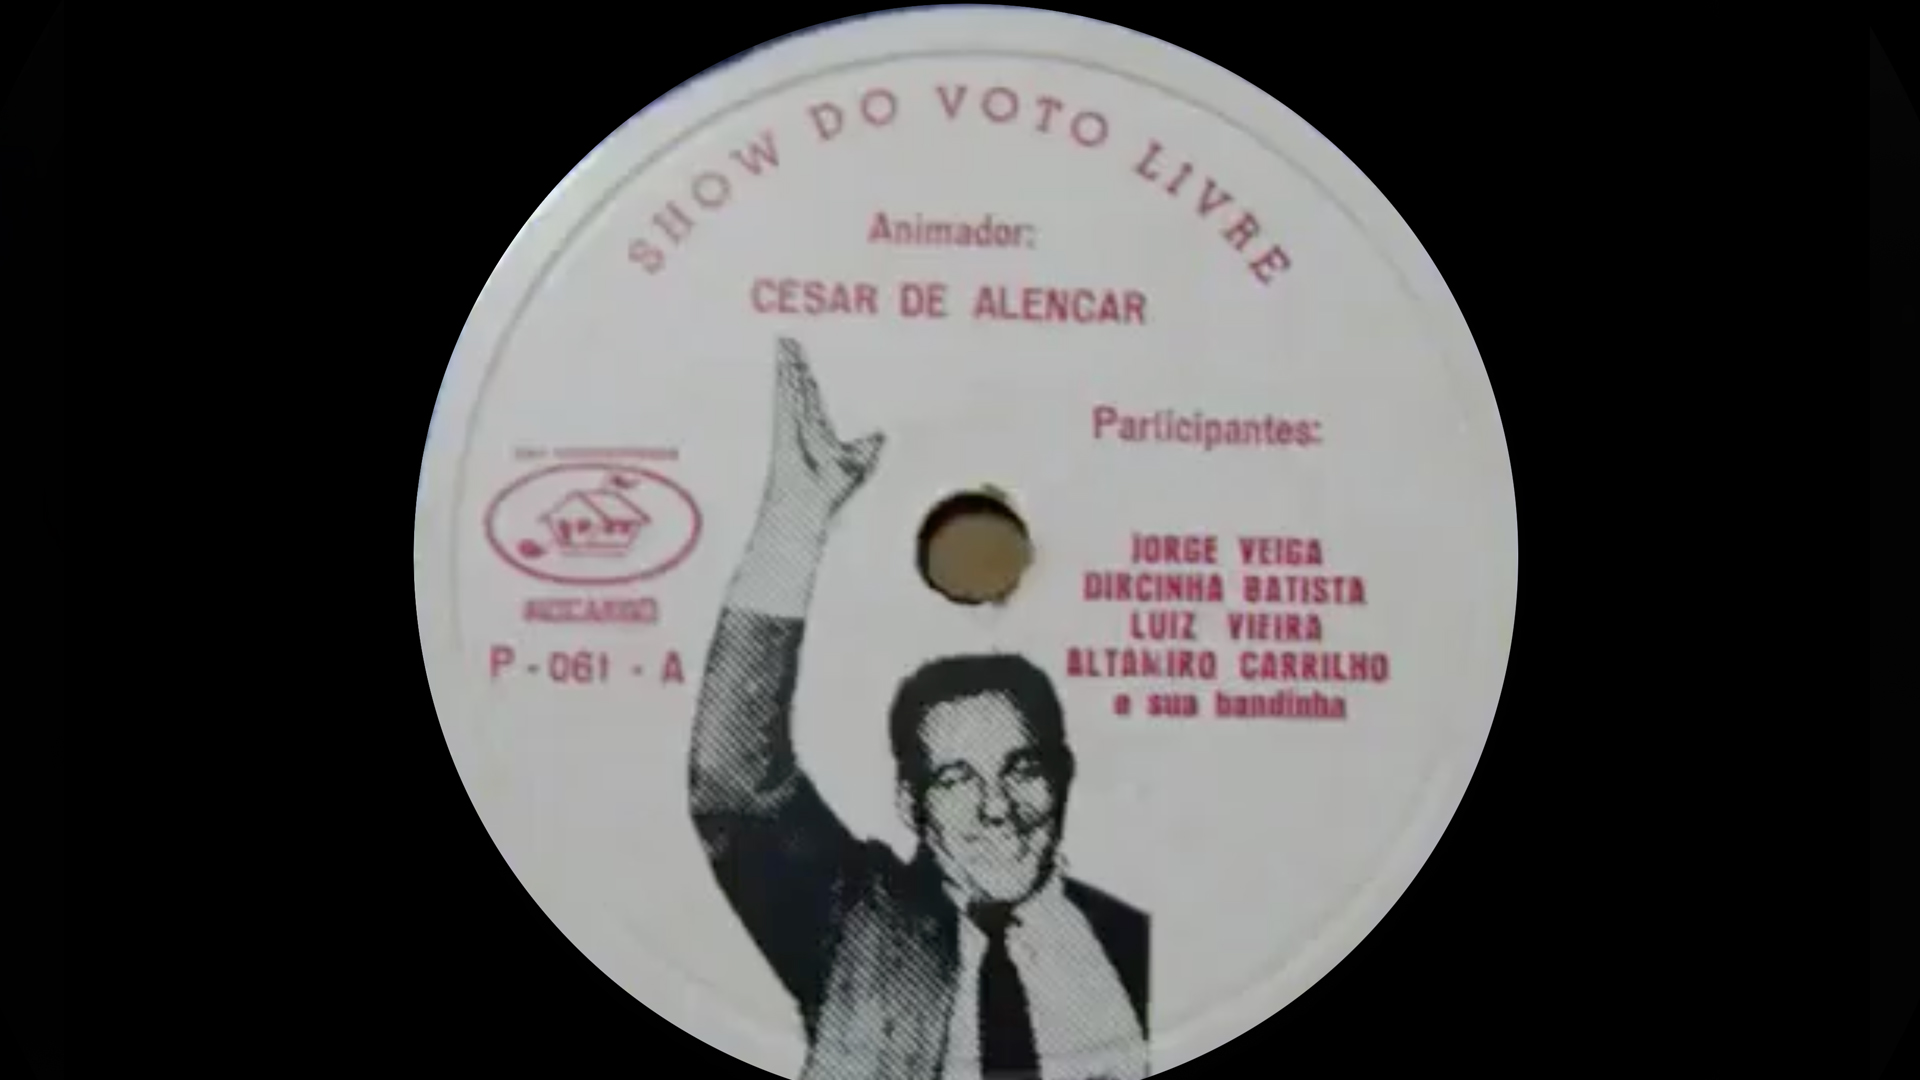 SHOW DO VOTO LIVRE
Animador:
CESAR DE ALENCAR
Participantes:
JORGE VEIGA
DIRCINHA BATISTA
LUIZ VIEIRA
ALTAMIRO CARRILHO
e sua bandinha
P - 061 - A